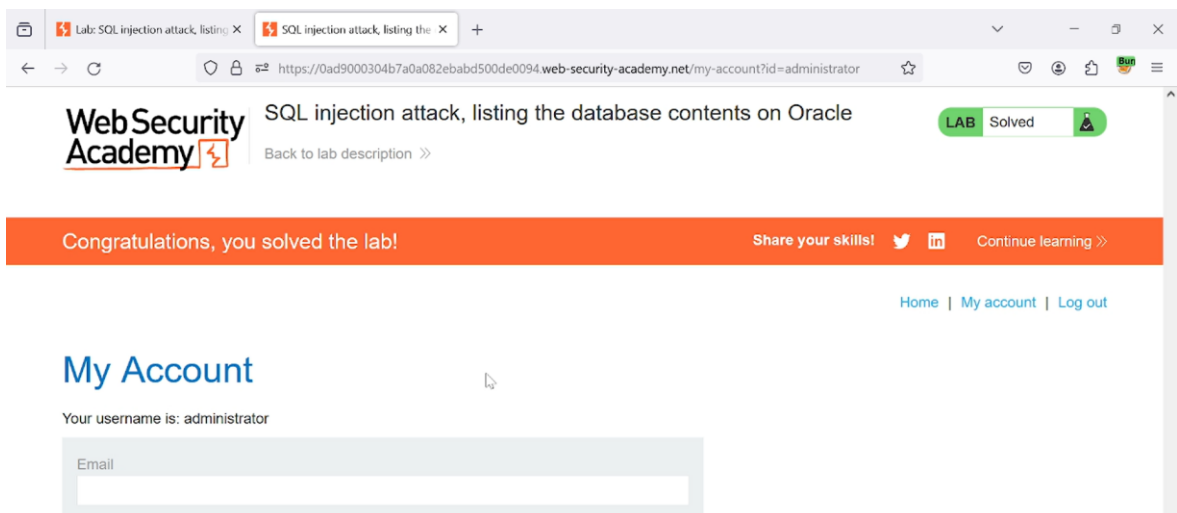 Lab: SQL injection attack, listing
SQL injection attack, listing the
https://0ad9000304b7a0a082ebabd500de0094.web-security-academy.net/my-account?id=administrator
Bur
Web Security
Academy
SQL injection attack, listing the database contents on Oracle
Back to lab description
LAB Solved
Congratulations, you solved the lab!
Share your skills!
in
Continue learning
Home | My account | Log out
My Account
Your username is: administrator
Email